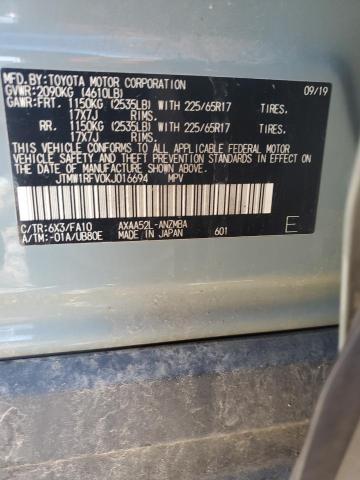 MFD. BY: TOYOTA MOTOR CORPORATION 09/19
GVWR: 2090KG (4610LB)
GAWR: FRT. 1150KG (2535LB) WITH 225/65R17 TIRES.
17X7J RIMS.
RR. 1150KG (2535LB) WITH 225/65R17 TIRES.
17X7J RIMS.
THIS VEHICLE CONFORMS TO ALL APPLICABLE
FEDERAL MOTOR VEHICLE SAFETY AND BUMPER
STANDARDS IN EFFECT ON THE DATE OF
MANUFACTURE SHOWN ABOVE.
JTMW1RFV0KJ016694 MPV
C/TR: 6X3/FA10 AXAA52L-ANZMBA
A/TM: -01A/UB80E MADE IN JAPAN 601 E